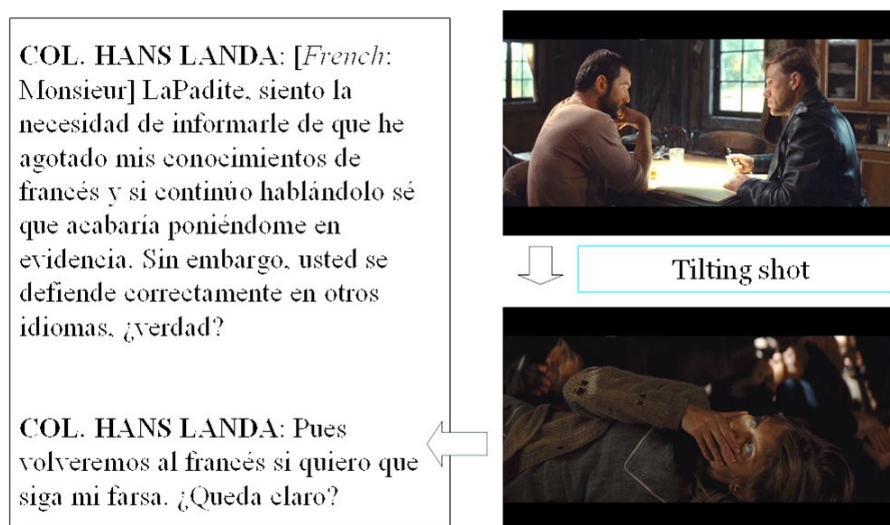 COL. HANS LANDA: [French:
Monsieur] LaPadite, siento la
necesidad de informarle de que he
agotado mis conocimientos de
francés y si continúo hablándolo sé
que acabaría poniéndome en
evidencia. Sin embargo, usted se
defiende correctamente en otros
idiomas, ¿verdad?
COL. HANS LANDA: Pues
volveremos al francés si quiero que
siga mi farsa. ¿Queda claro?
Tilting shot